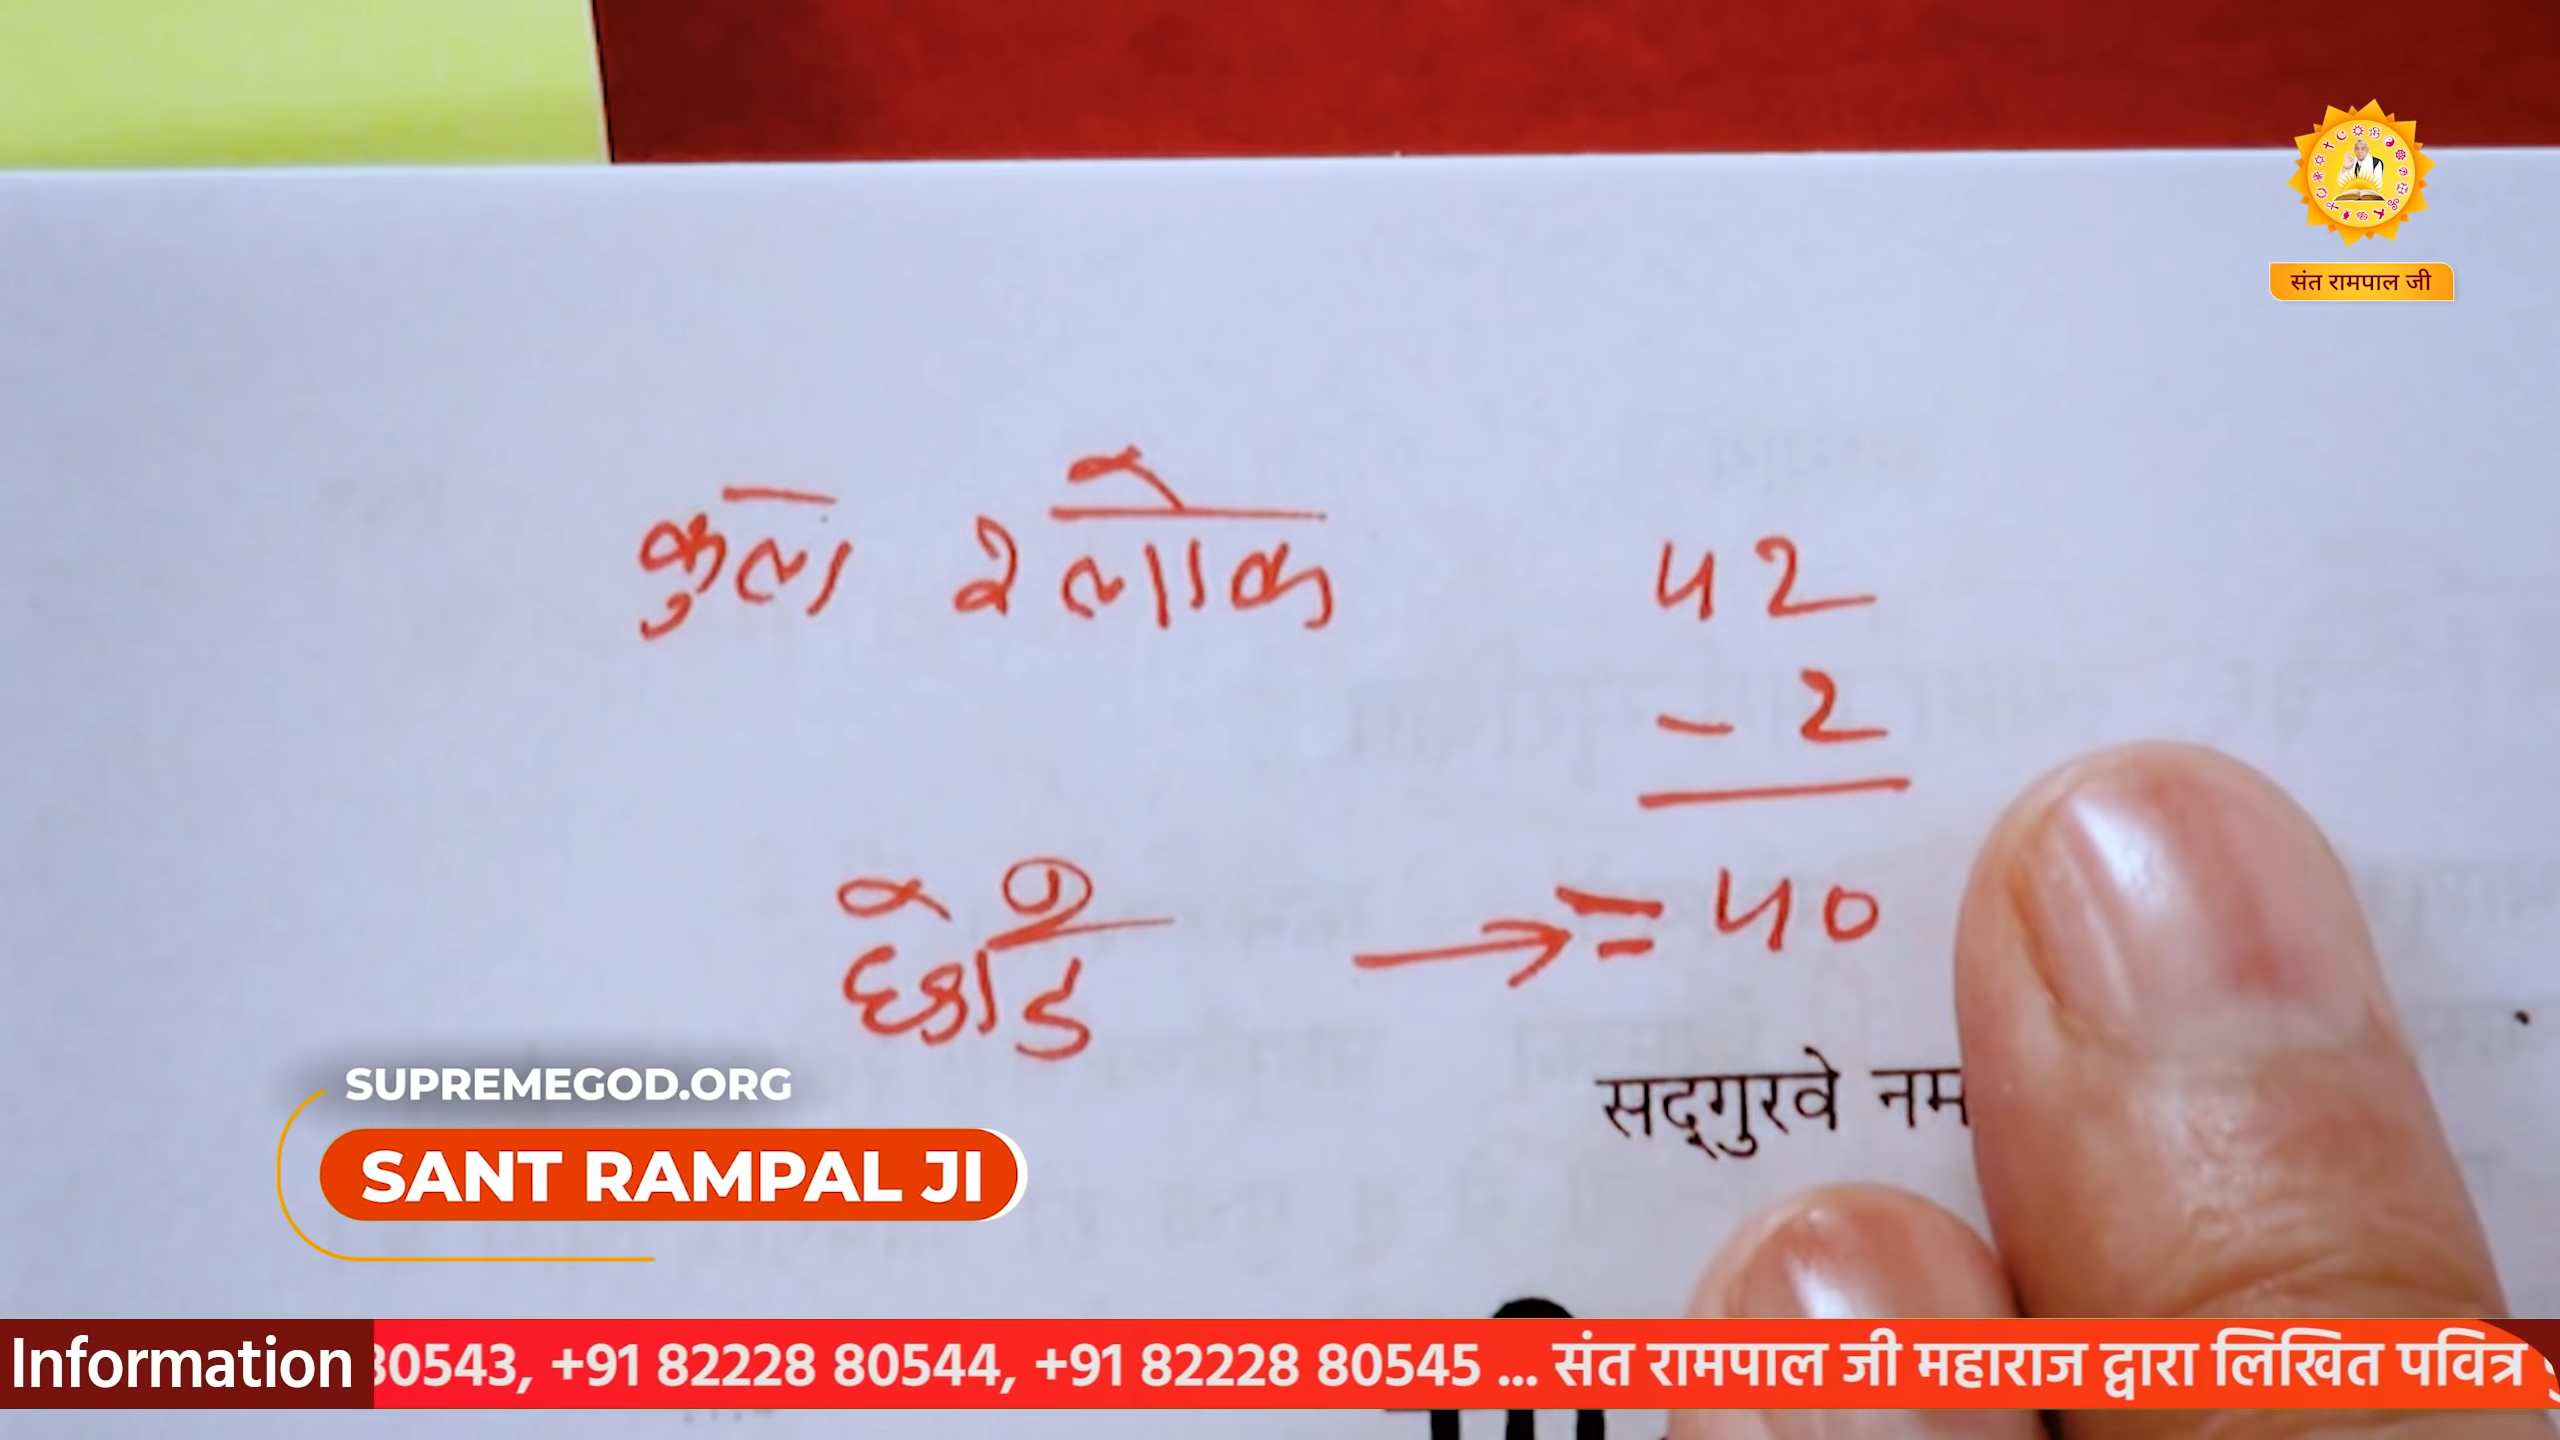 संत रामपाल जी
कुल श्लोक 42
- 2
→ = 40
सद्गुरवे नम
SUPREMEGOD.ORG
SANT RAMPAL JI
Information 80543, +91 82228 80544, +91 82228 80545 ... संत रामपाल जी महाराज द्वारा लिखित पवित्र